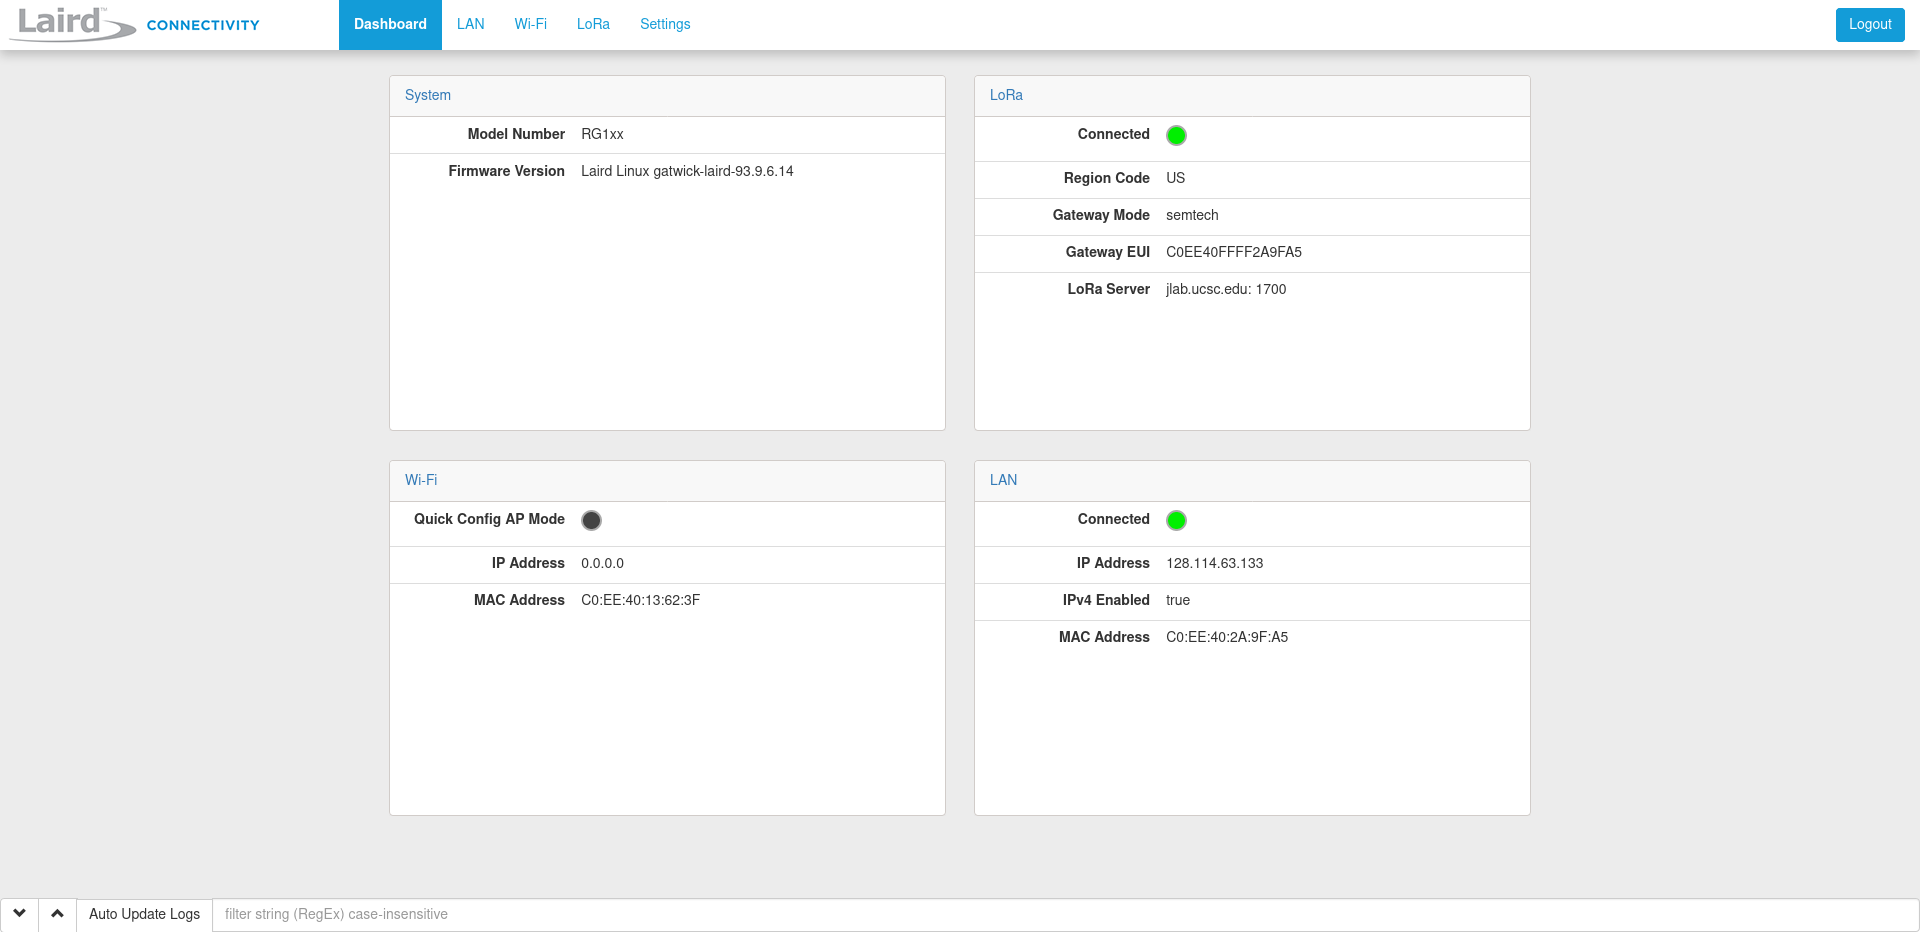 Laird™ CONNECTIVITY
Dashboard LAN Wi-Fi LoRa Settings Logout
System
Model Number RG1xx
Firmware Version Laird Linux gatwick-laird-93.9.6.14
LoRa
Connected
Region Code US
Gateway Mode semtech
Gateway EUI C0EE40FFFF2A9FA5
LoRa Server jlab.ucsc.edu: 1700
Wi-Fi
Quick Config AP Mode
IP Address 0.0.0.0
MAC Address C0:EE:40:13:62:3F
LAN
Connected
IP Address 128.114.63.133
IPv4 Enabled true
MAC Address C0:EE:40:2A:9F:A5
Auto Update Logs filter string (RegEx) case-insensitive